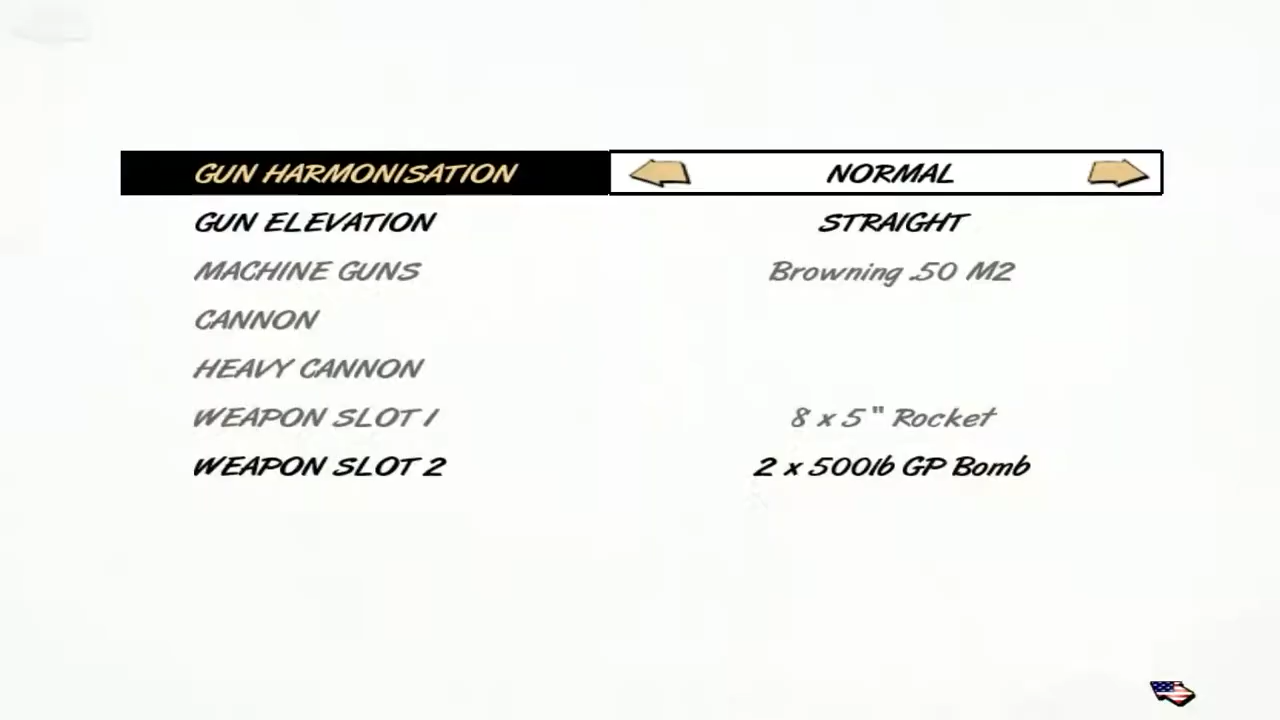 GUN HARMONISATION NORMAL
GUN ELEVATION STRAIGHT
MACHINE GUNS Browning .50 M2
CANNON
HEAVY CANNON
WEAPON SLOT 1 8 x 5" Rocket
WEAPON SLOT 2 2 x 500lb GP Bomb